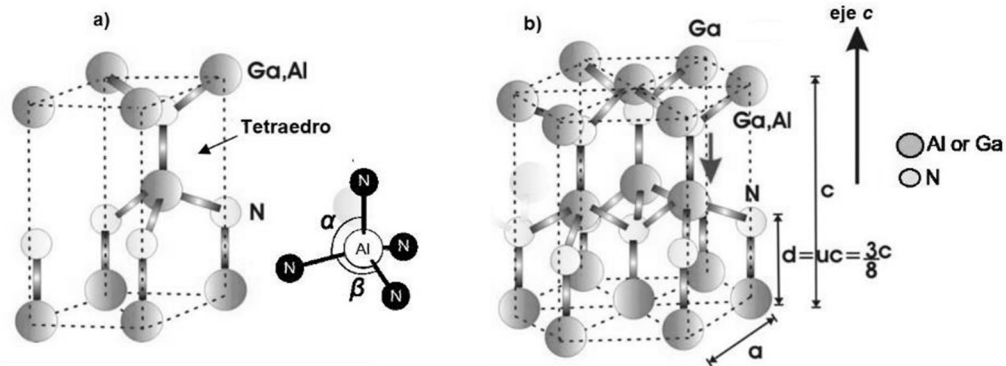 a)
Ga,Al
Tetraedro
N
N
α
Al
N
N
β
N
b)
Ga
eje c
Ga,Al
c
N
d=uc=3c/8
a
Al or Ga
N